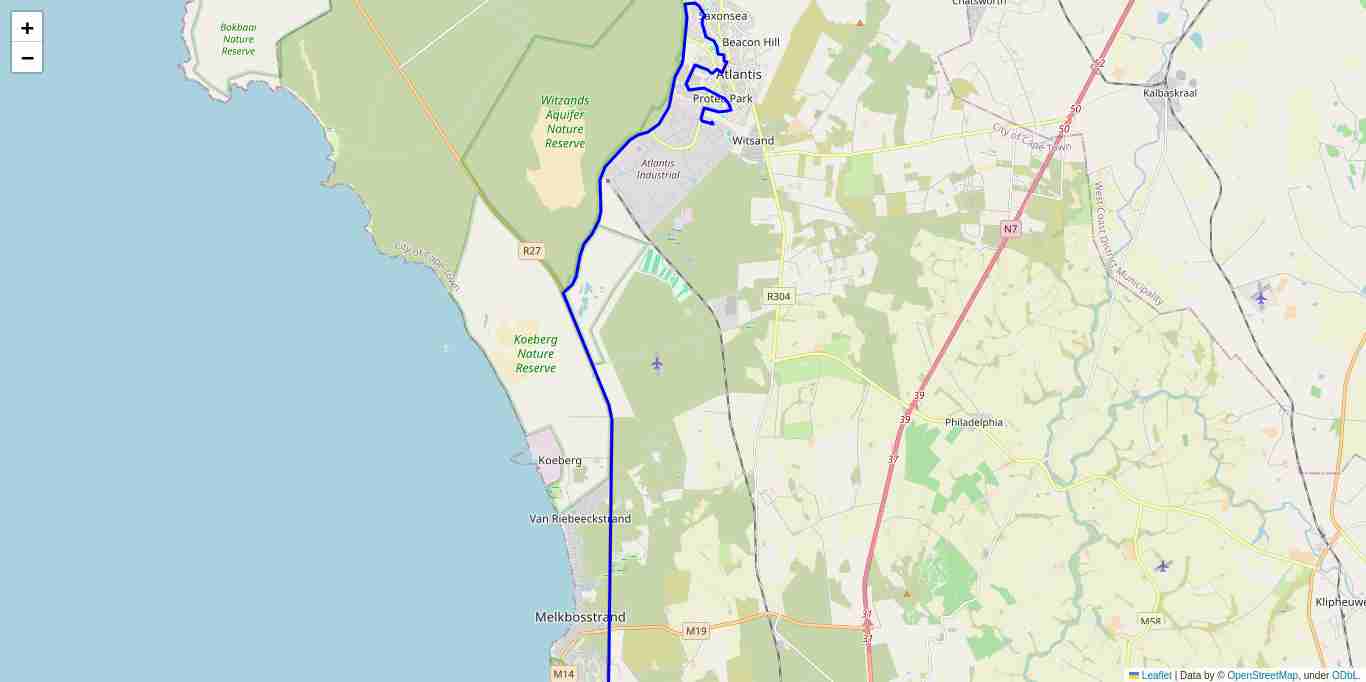 +
−
Bokbaai
Nature
Reserve
Chatsworth
Saxonsea
Beacon Hill
Atlantis
62
Kalbaskraal
Witzands
Aquifer
Nature
Reserve
Protea Park
50
50
City of Cape Town
Witsand
Atlantis
Industrial
West Coast District Municipality
N7
City of Cape Town
R27
R304
Koeberg
Nature
Reserve
39
39
Philadelphia
37
Koeberg
Van Riebeeckstrand
Melkbosstrand
M19
31
31
M58
Klipheuwe
M14
Leaflet | Data by © OpenStreetMap, under ODbL.